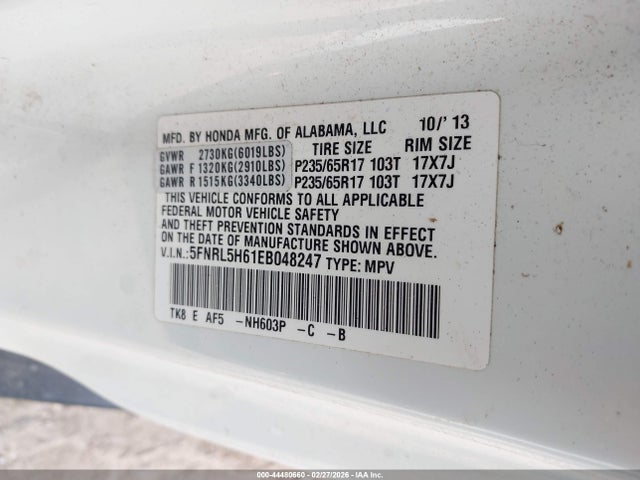 MFD. BY HONDA MFG. OF ALABAMA, LLC 10/' 13
TIRE SIZE RIM SIZE
GVWR 2730KG(6019LBS)
GAWR F 1320KG(2910LBS) P235/65R17 103T 17X7J
GAWR R 1515KG(3340LBS) P235/65R17 103T 17X7J
THIS VEHICLE CONFORMS TO ALL APPLICABLE
FEDERAL MOTOR VEHICLE SAFETY
AND THEFT PREVENTION STANDARDS IN EFFECT
ON THE DATE OF MANUFACTURE SHOWN ABOVE.
V.I.N.:5FNRL5H61EB048247 TYPE: MPV
TK8 E AF5 -NH603P -C -B
000-44480660 - 02/27/2026 - IAAI.COM